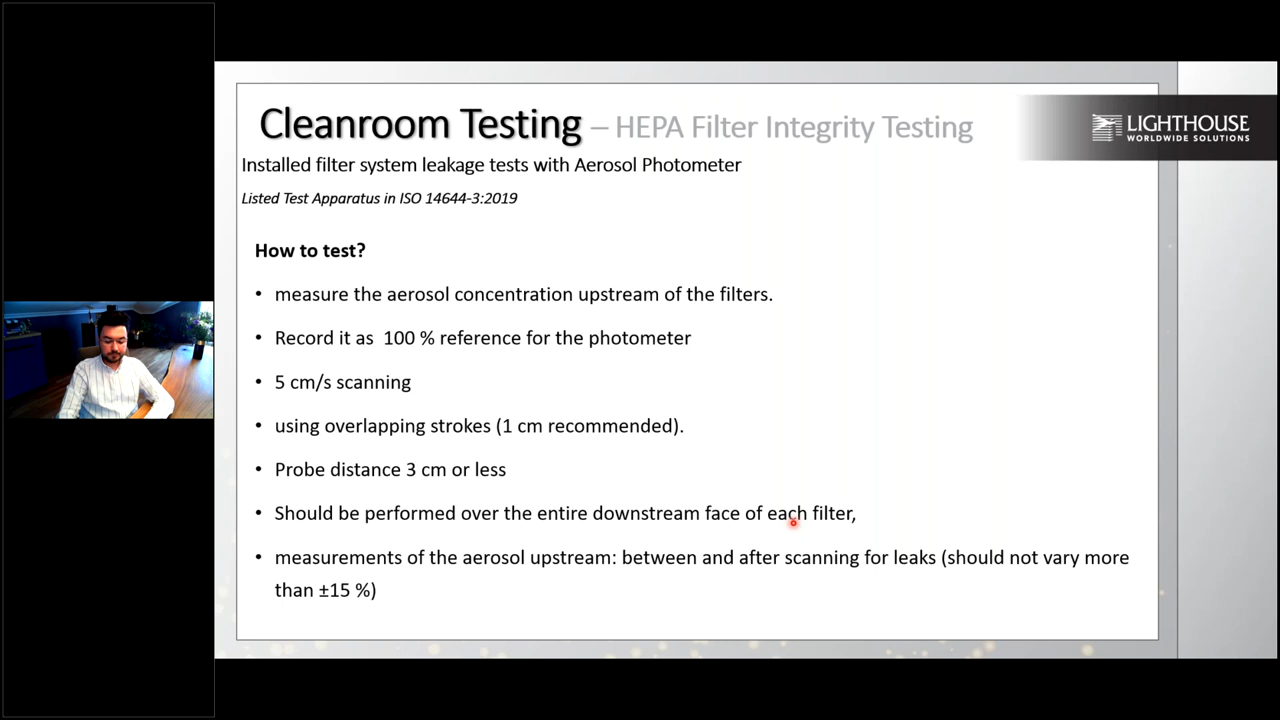 Cleanroom Testing – HEPA Filter Integrity Testing
LIGHTHOUSE
WORLDWIDE SOLUTIONS
Installed filter system leakage tests with Aerosol Photometer
Listed Test Apparatus in ISO 14644-3:2019
How to test?
• measure the aerosol concentration upstream of the filters.
• Record it as 100 % reference for the photometer
• 5 cm/s scanning
• using overlapping strokes (1 cm recommended).
• Probe distance 3 cm or less
• Should be performed over the entire downstream face of each filter,
• measurements of the aerosol upstream: between and after scanning for leaks (should not vary more
than ±15 %)